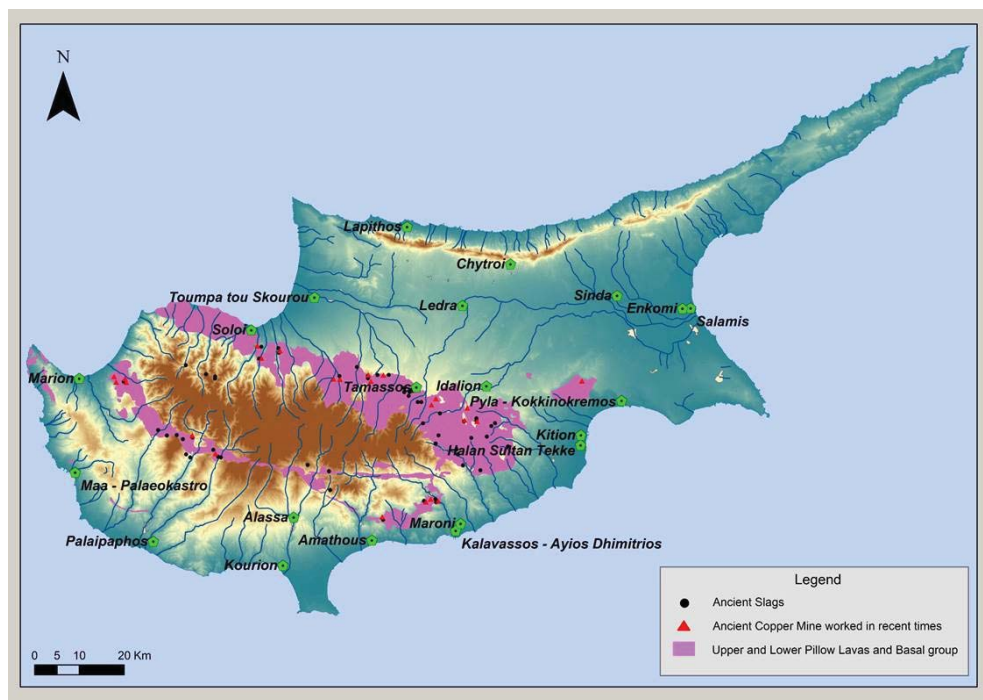 N
Lapithos
Chytroi
Toumpa tou Skourou
Ledra
Sinda
Enkomi
Salamis
Soloi
Marion
Tamassos
Idalion
Pyla - Kokkinokremos
Kition
Halan Sultan Tekke
Maa - Palaeokastro
Alassa
Maroni
Palaipaphos
Amathous
Kalavassos - Ayios Dhimitrios
Kourion
Legend
Ancient Slags
Ancient Copper Mine worked in recent times
Upper and Lower Pillow Lavas and Basal group
0 5 10 20 Km